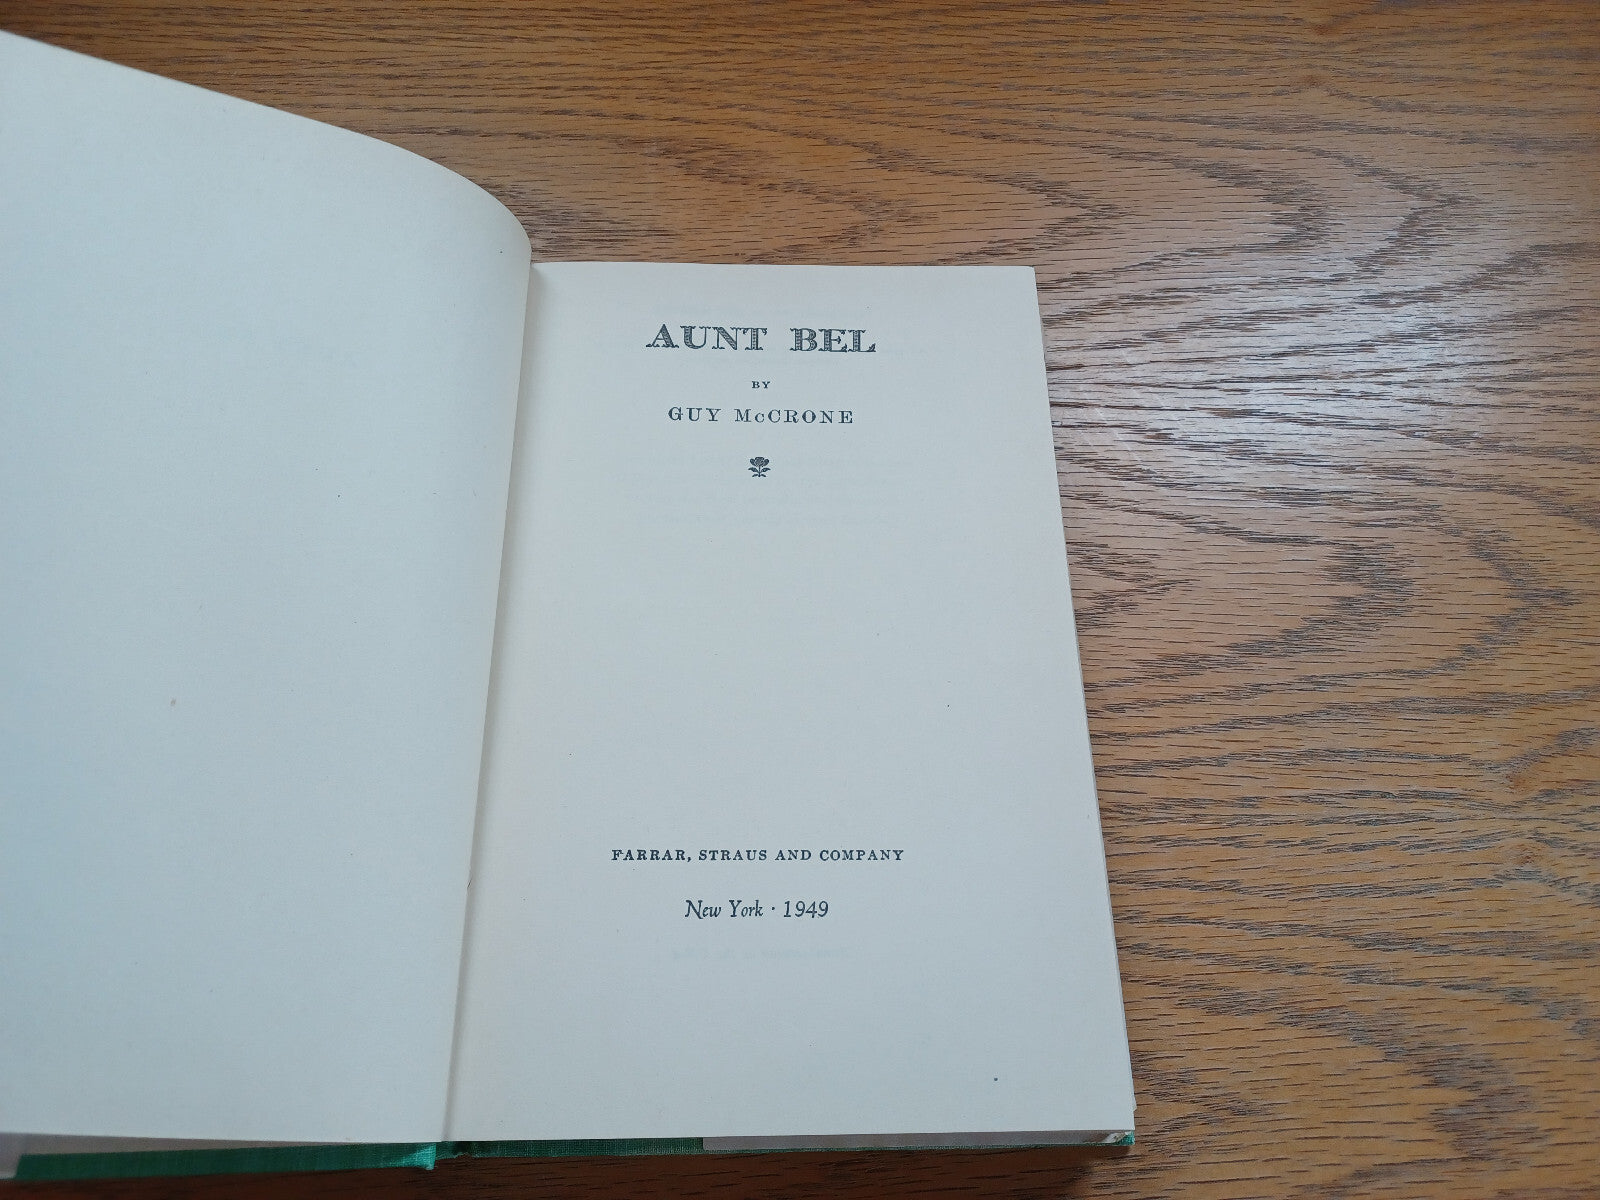 AUNT BEL
BY
GUY McCRONE
FARRAR, STRAUS AND COMPANY
New York · 1949